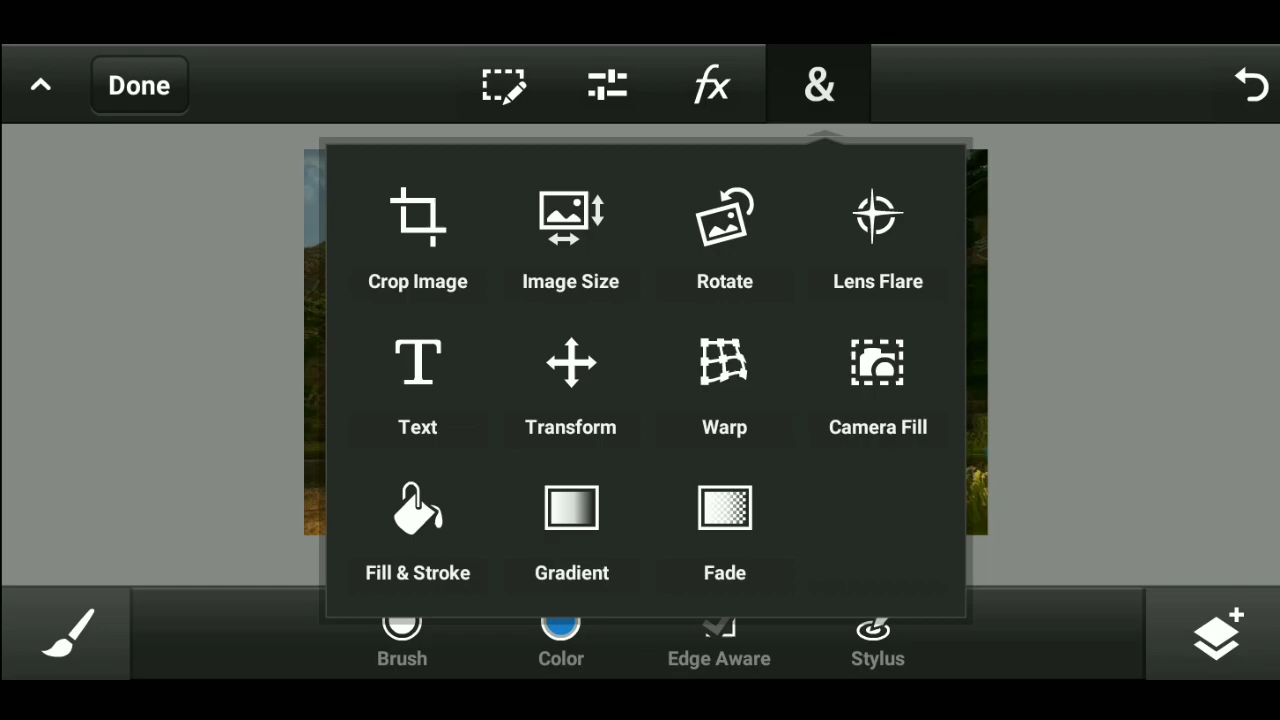 Done
fx
&
Crop Image
Image Size
Rotate
Lens Flare
Text
Transform
Warp
Camera Fill
Fill & Stroke
Gradient
Fade
Brush
Color
Edge Aware
Stylus